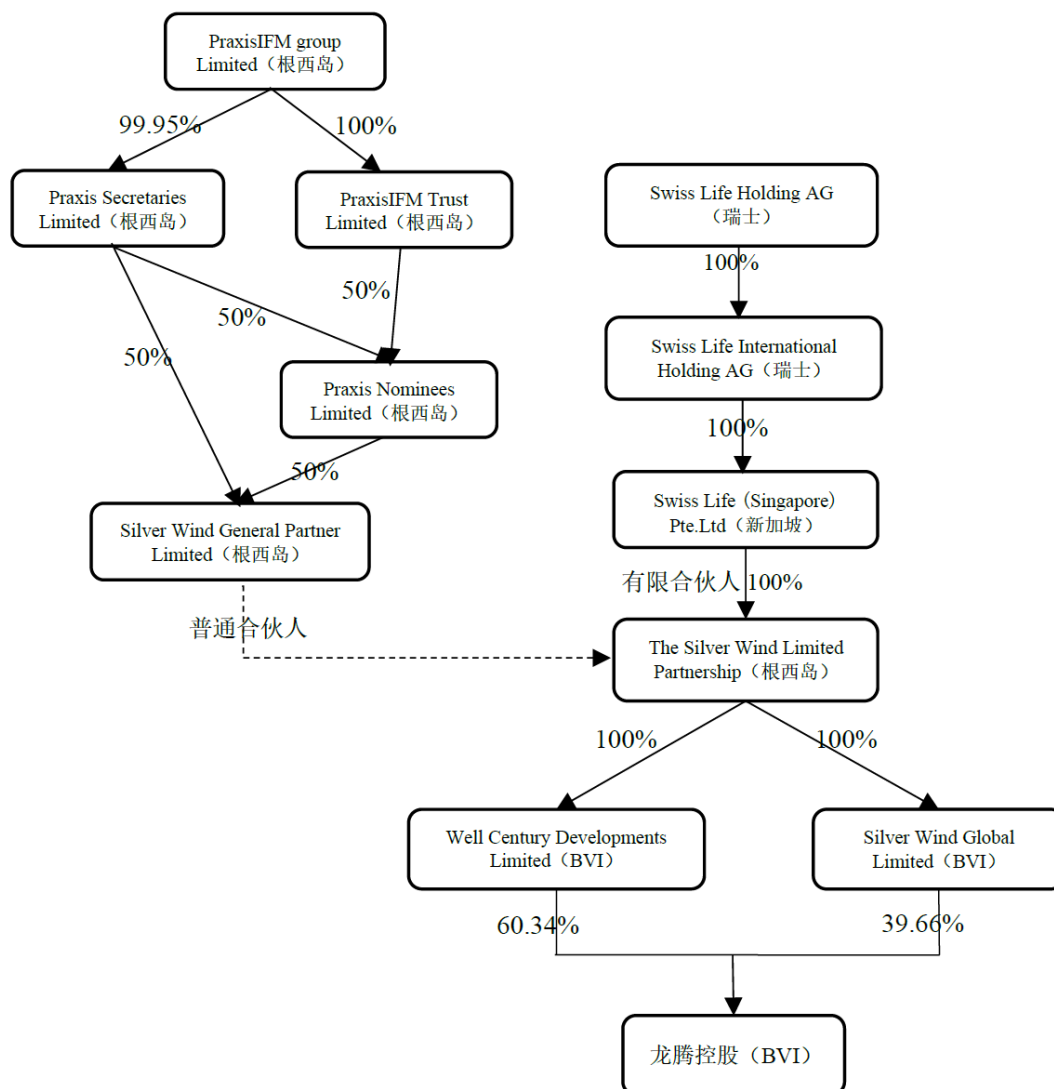 PraxisIFM group
Limited（根西岛）
99.95%
100%
Praxis Secretaries
Limited（根西岛）
PraxisIFM Trust
Limited（根西岛）
Swiss Life Holding AG
（瑞士）
100%
50%
50%
50%
Swiss Life International
Holding AG（瑞士）
Praxis Nominees
Limited（根西岛）
100%
50%
Swiss Life (Singapore)
Pte.Ltd（新加坡）
Silver Wind General Partner
Limited（根西岛）
有限合伙人 100%
普通合伙人
The Silver Wind Limited
Partnership（根西岛）
100%
100%
Well Century Developments
Limited（BVI）
Silver Wind Global
Limited（BVI）
60.34%
39.66%
龙腾控股（BVI）